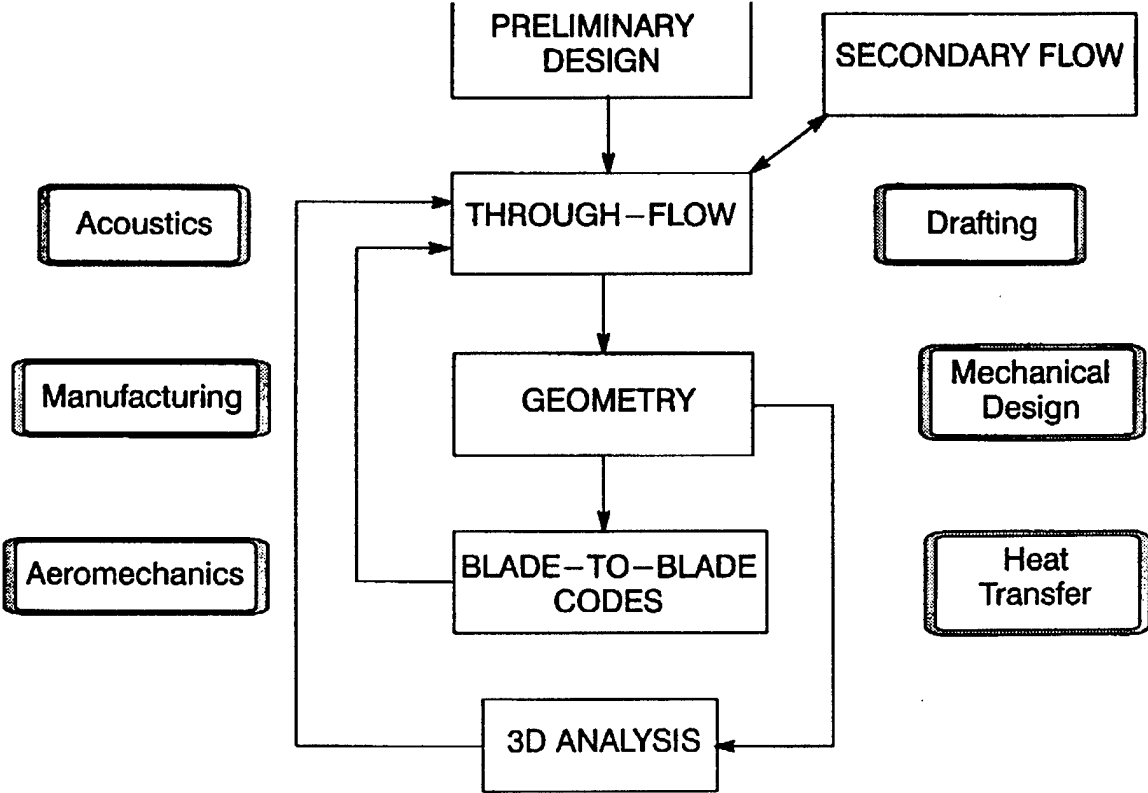 PRELIMINARY
DESIGN
SECONDARY FLOW
Acoustics
THROUGH–FLOW
Drafting
Manufacturing
GEOMETRY
Mechanical
Design
Aeromechanics
BLADE–TO–BLADE
CODES
Heat
Transfer
3D ANALYSIS